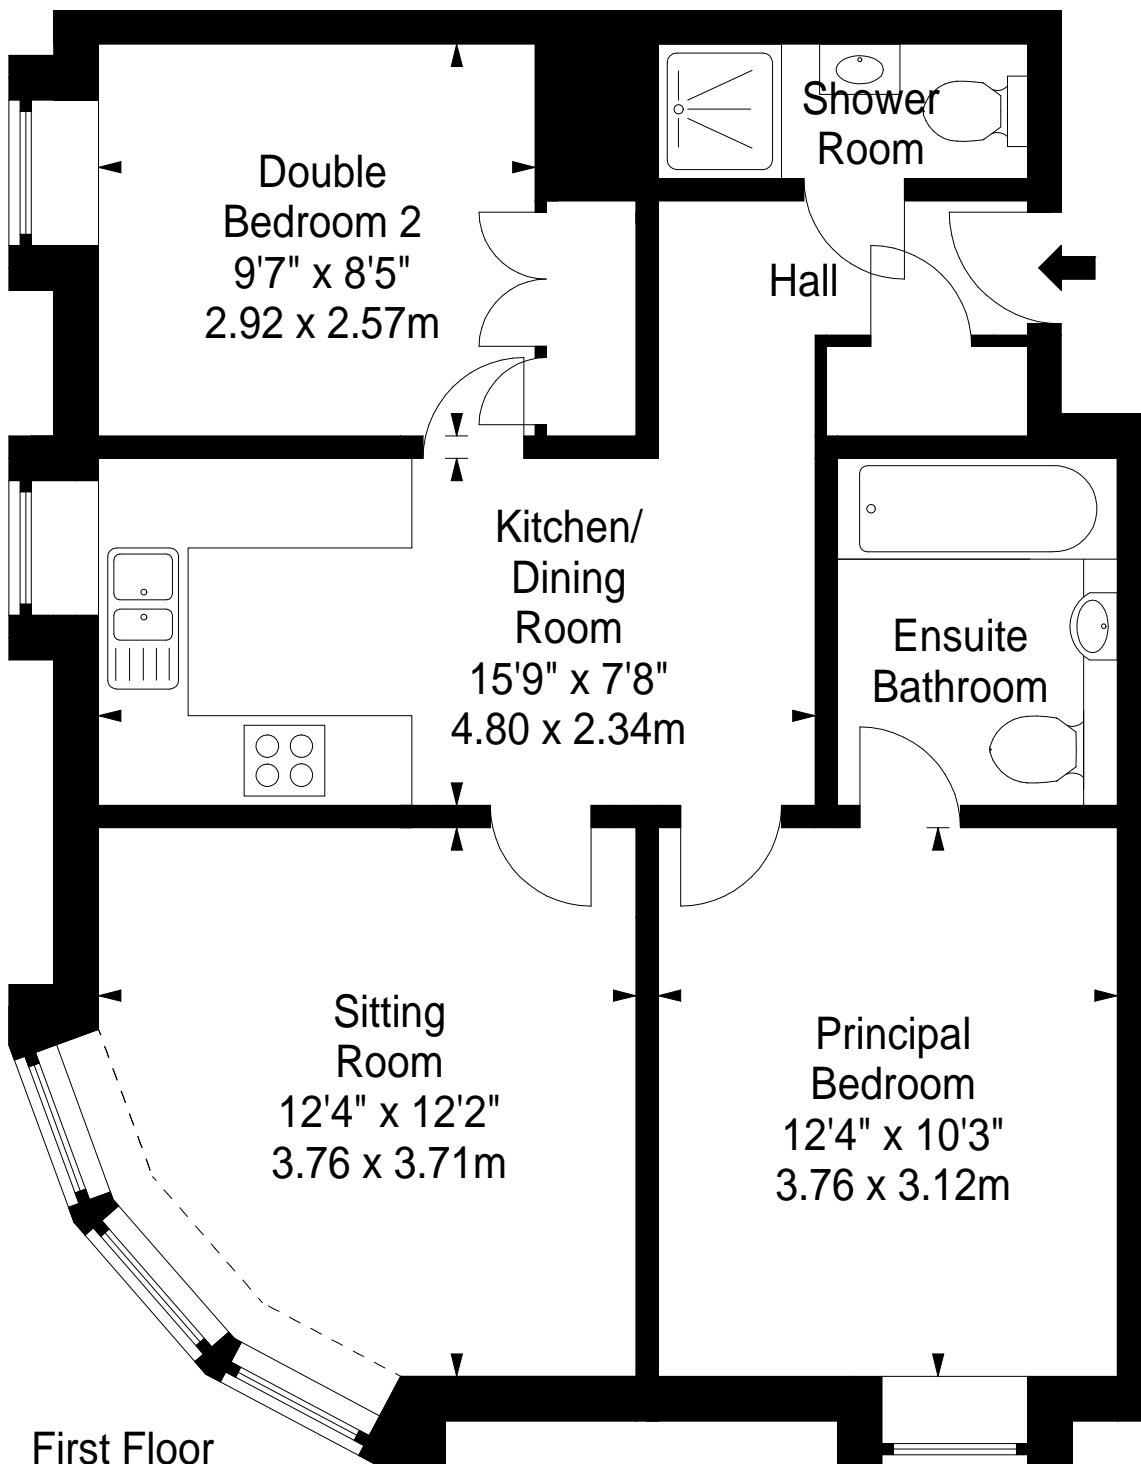 Shower
Room
Double
Bedroom 2
9'7" x 8'5"
2.92 x 2.57m
Hall
Kitchen/
Dining
Room
15'9" x 7'8"
4.80 x 2.34m
Ensuite
Bathroom
Sitting
Room
12'4" x 12'2"
3.76 x 3.71m
Principal
Bedroom
12'4" x 10'3"
3.76 x 3.12m
First Floor